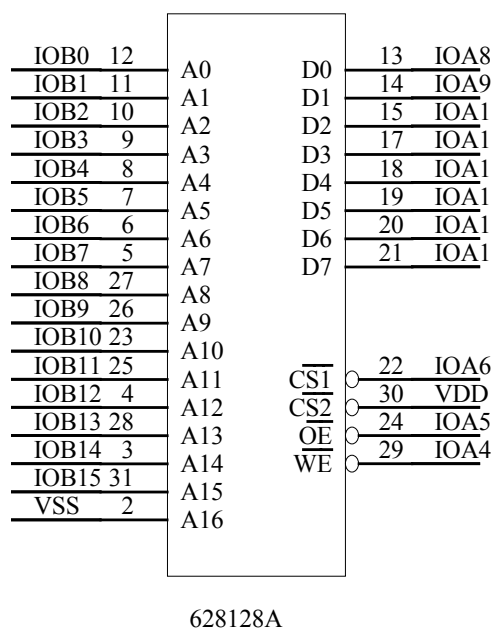 IOB0 12 A0 D0 13 IOA8
IOB1 11 A1 D1 14 IOA9
IOB2 10 A2 D2 15 IOA1
IOB3 9 A3 D3 17 IOA1
IOB4 8 A4 D4 18 IOA1
IOB5 7 A5 D5 19 IOA1
IOB6 6 A6 D6 20 IOA1
IOB7 5 A7 D7 21 IOA1
IOB8 27 A8
IOB9 26 A9
IOB10 23 A10
IOB11 25 A11 CS1 22 IOA6
IOB12 4 A12 CS2 30 VDD
IOB13 28 A13 OE 24 IOA5
IOB14 3 A14 WE 29 IOA4
IOB15 31 A15
VSS 2 A16
628128A